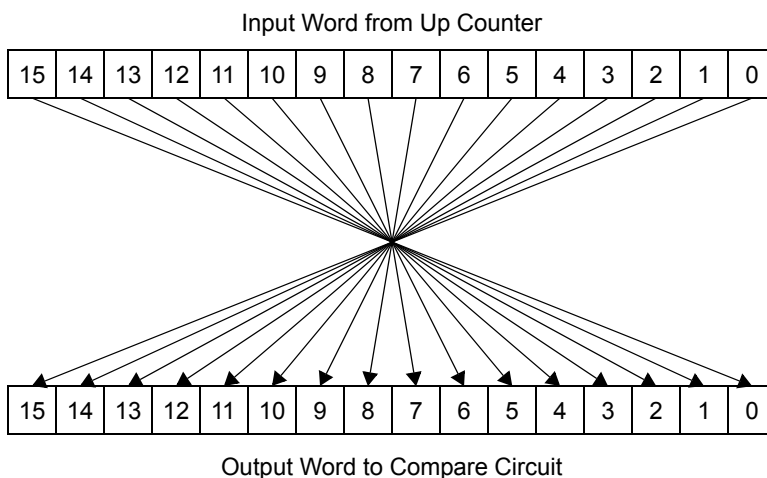 Input Word from Up Counter
15 14 13 12 11 10 9 8 7 6 5 4 3 2 1 0
15 14 13 12 11 10 9 8 7 6 5 4 3 2 1 0
Output Word to Compare Circuit